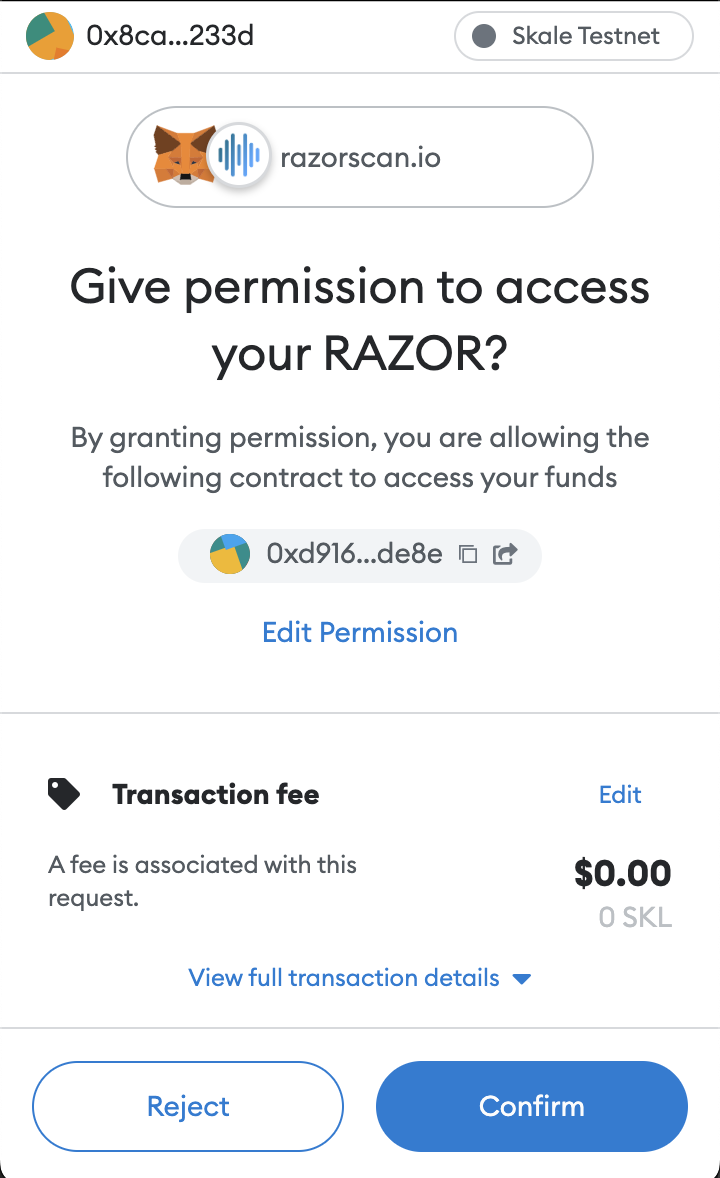 0x8ca...233d
Skale Testnet
razorscan.io
Give permission to access
your RAZOR?
By granting permission, you are allowing the
following contract to access your funds
0xd916...de8e
Edit Permission
Transaction fee
Edit
A fee is associated with this
request.
$0.00
0 SKL
View full transaction details
Reject
Confirm